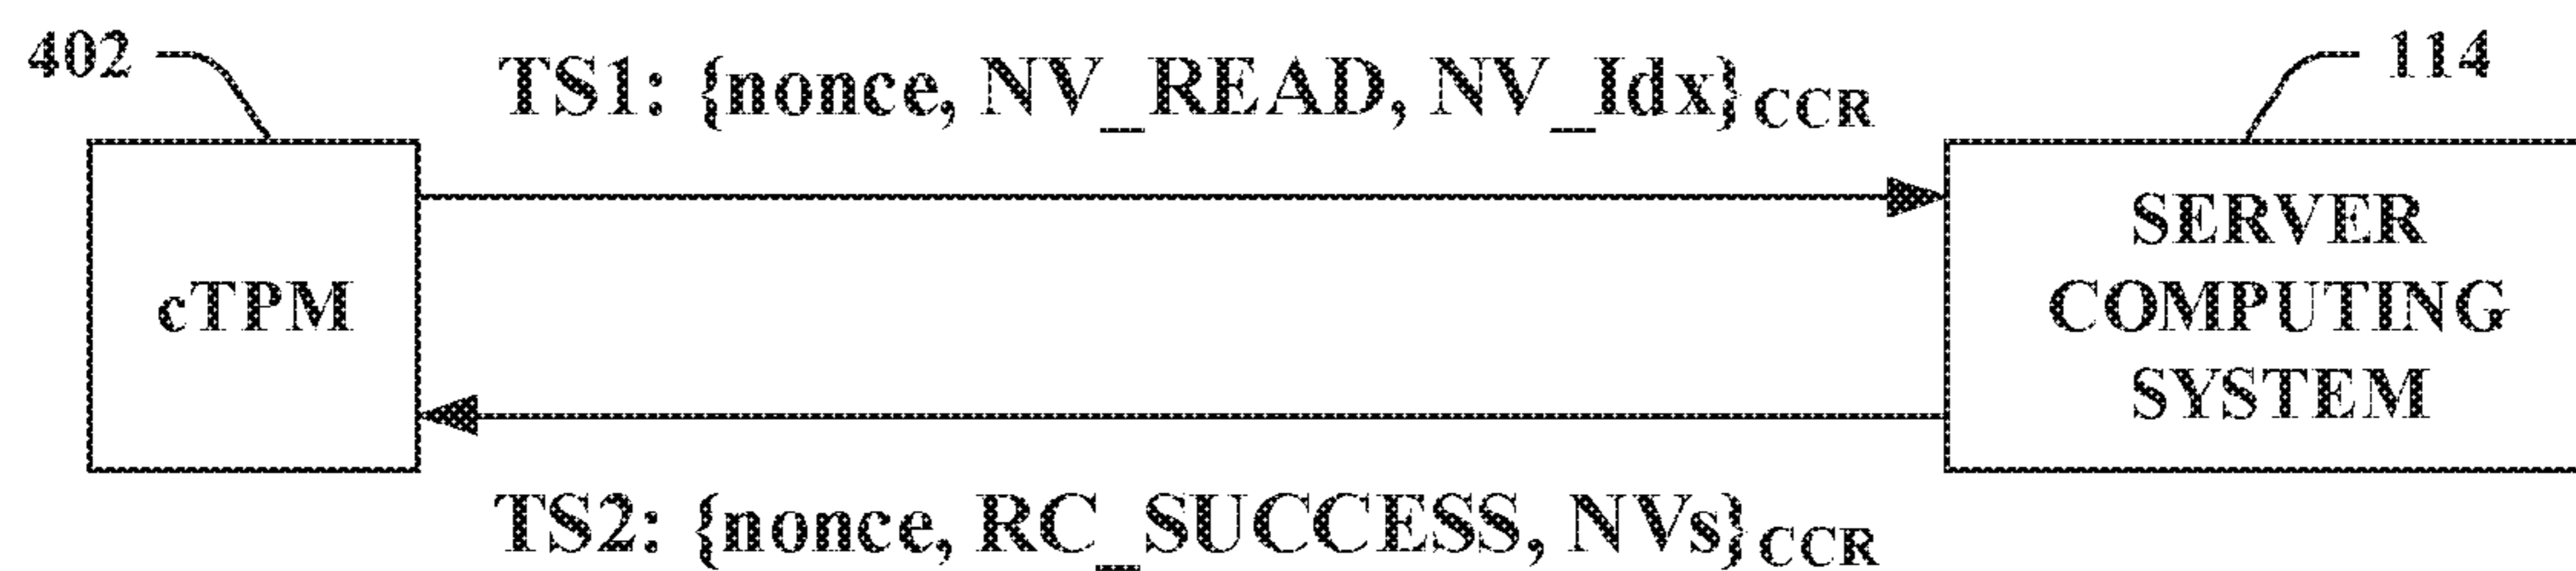 402
114
TS1: {nonce, NV_READ, NV_Idx}CCR
cTPM
SERVER
COMPUTING
SYSTEM
TS2: {nonce, RC_SUCCESS, NVs}CCR